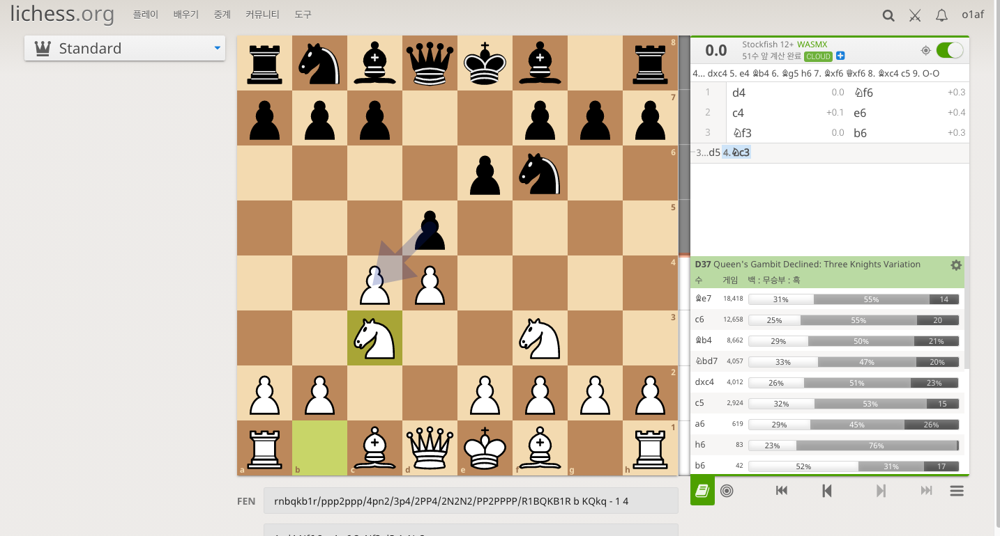 lichess.org 플레이 배우기 중계 커뮤니티 도구 o1af
Standard
8
7
6
5
4
3
2
1
a b c d e f g h
FEN rnbqkb1r/ppp2ppp/4pn2/3p4/2PP4/2N2N2/PP2PPPP/R1BQKB1R b KQkq - 1 4
0.0 Stockfish 12+ WASMX
51수 앞 계산 완료 CLOUD
4... dxc4 5. e4 ♗b4 6. ♗g5 h6 7. ♗xf6 ♕xf6 8. ♗xc4 c5 9. O-O
1 d4 0.0 ♘f6 +0.3
2 c4 +0.1 e6 +0.4
3 ♘f3 0.0 b6 +0.3
3...d5 4.♘c3
D37 Queen's Gambit Declined: Three Knights Variation
수 게임 백 : 무승부 : 흑
♗e7 18,418 31% 55% 14
c6 12,658 25% 55% 20
♗b4 8,662 29% 50% 21%
♘bd7 4,057 33% 47% 20%
dxc4 4,012 26% 51% 23%
c5 2,924 32% 53% 15
a6 619 29% 45% 26%
h6 83 23% 76%
b6 42 52% 31% 17